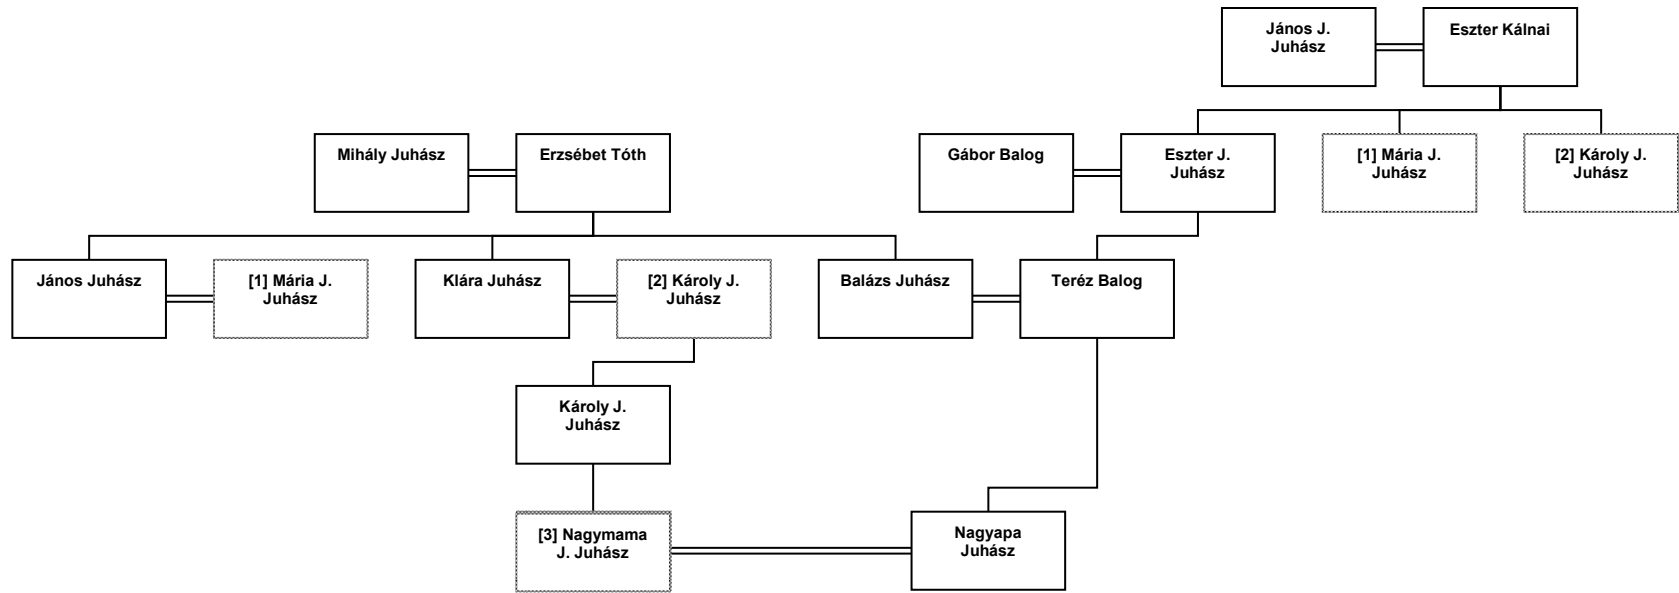 János J.
Juhász
Eszter Kálnai
Mihály Juhász
Erzsébet Tóth
Gábor Balog
Eszter J.
Juhász
[1] Mária J.
Juhász
[2] Károly J.
Juhász
János Juhász
[1] Mária J.
Juhász
Klára Juhász
[2] Károly J.
Juhász
Balázs Juhász
Teréz Balog
Károly J.
Juhász
[3] Nagymama
J. Juhász
Nagyapa
Juhász